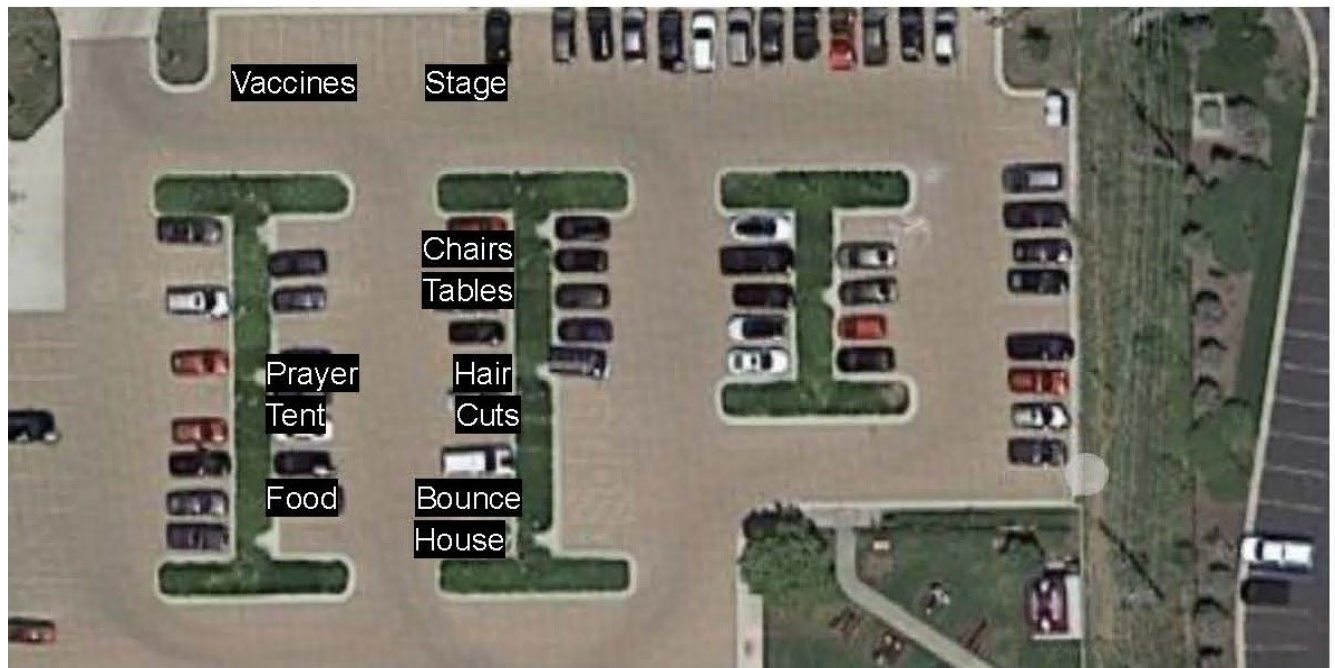 Vaccines
Stage
Chairs
Tables
Prayer
Tent
Hair
Cuts
Food
Bounce
House